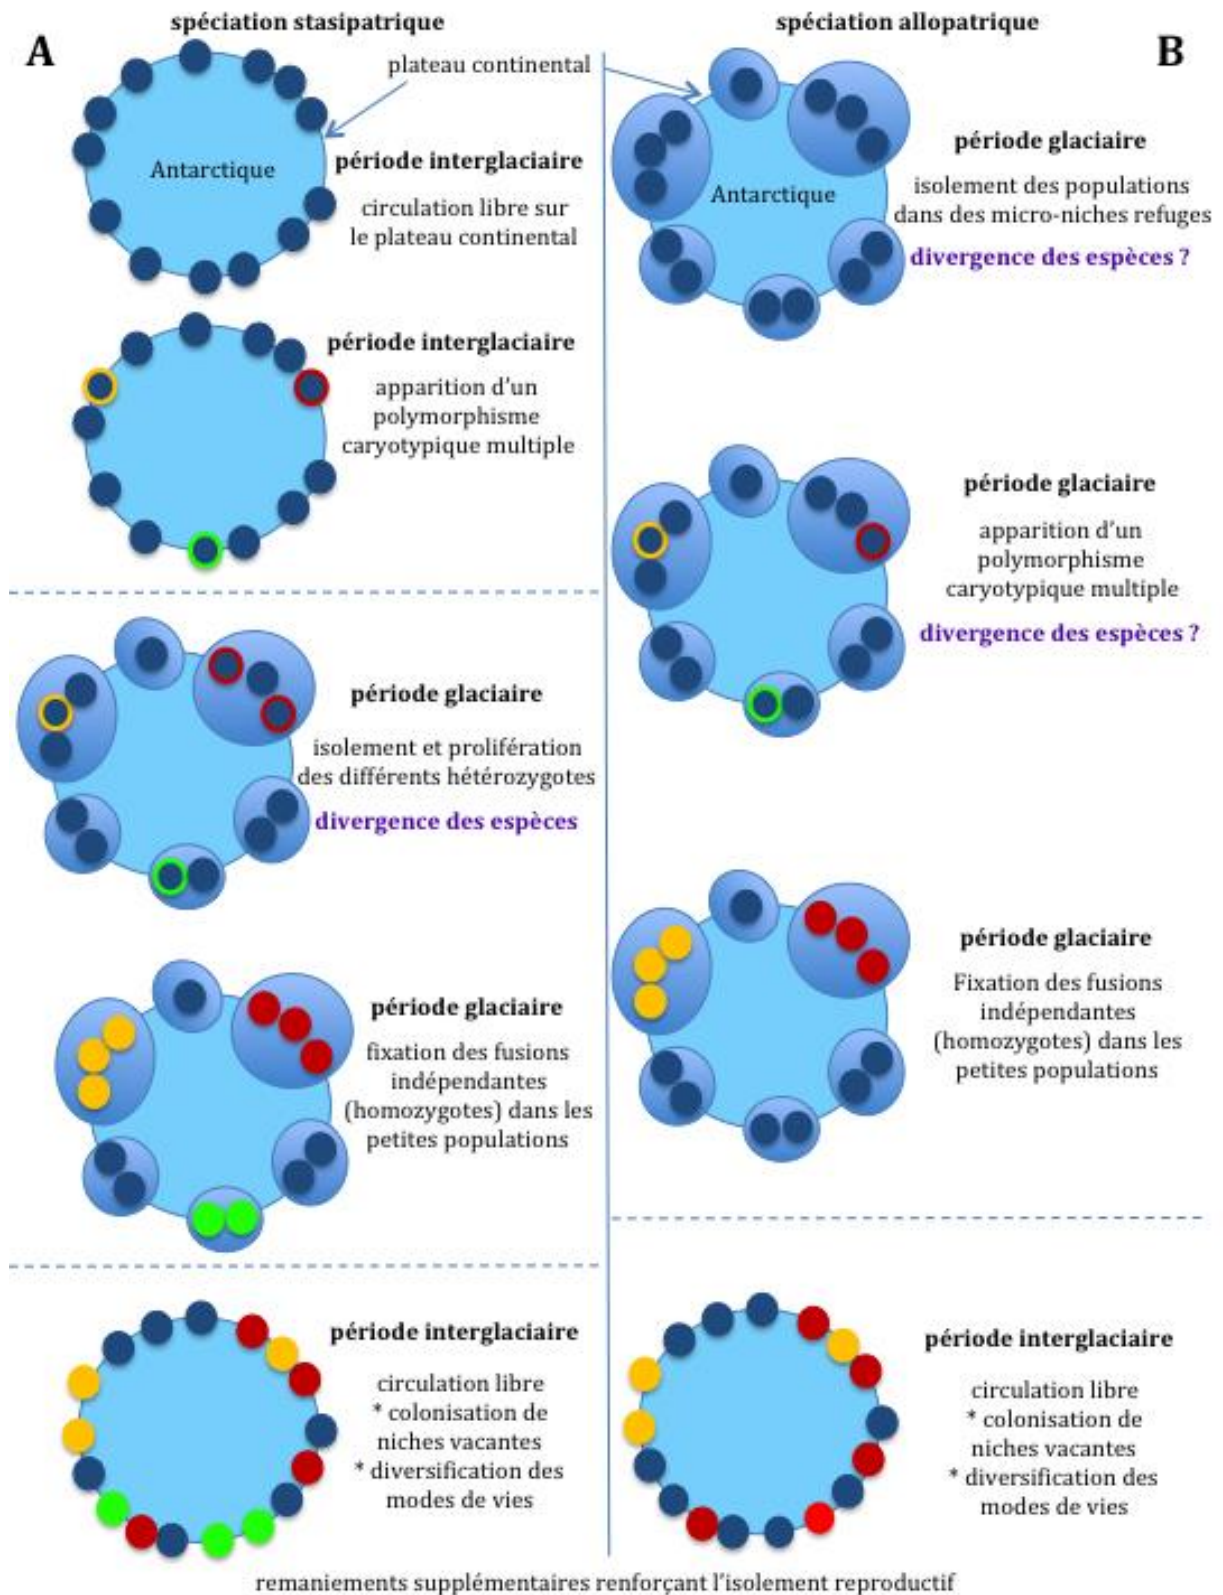 spéciation stasipatrique
A
plateau continental
Antarctique
période interglaciaire
circulation libre sur
le plateau continental
période interglaciaire
apparition d'un
polymorphisme
caryotypique multiple
période glaciaire
isolement et prolifération
des différents hétérozygotes
divergence des espèces
période glaciaire
fixation des fusions
indépendantes
(homozygotes) dans les
petites populations
période interglaciaire
circulation libre
* colonisation de
niches vacantes
* diversification des
modes de vies
spéciation allopatrique
B
Antarctique
période glaciaire
isolement des populations
dans des micro-niches refuges
divergence des espèces ?
période glaciaire
apparition d'un
polymorphisme
caryotypique multiple
divergence des espèces ?
période glaciaire
Fixation des fusions
indépendantes
(homozygotes) dans les
petites populations
période interglaciaire
circulation libre
* colonisation de
niches vacantes
* diversification des
modes de vies
remaniements supplémentaires renforçant l'isolement reproductif